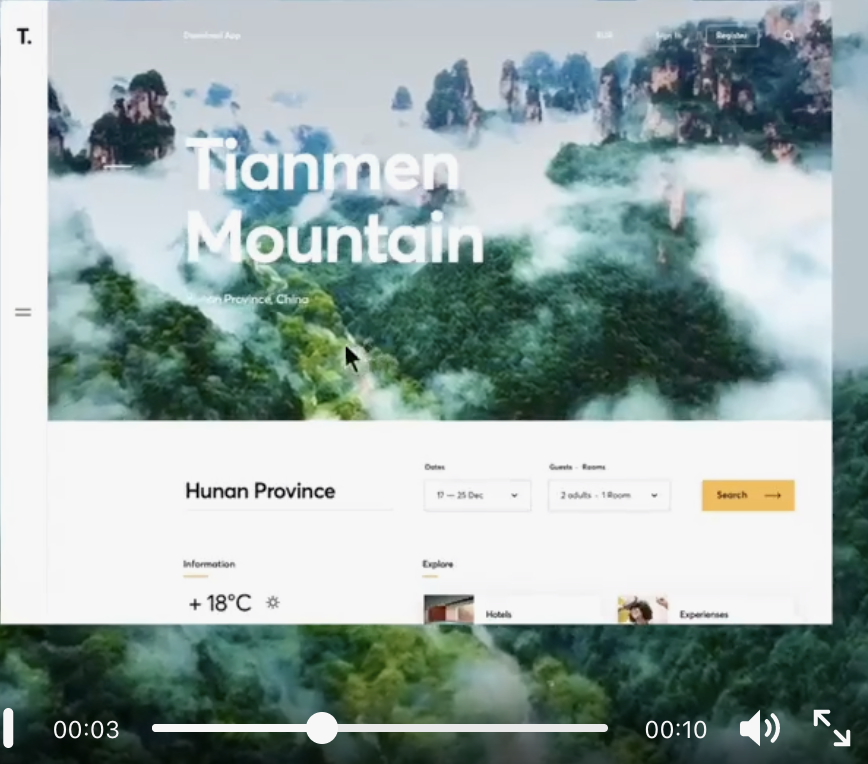 T.
Download App
EUR
Sign In
Register
Tianmen
Mountain
Hunan Province, China
Hunan Province
Dates
17 — 25 Dec
Guests - Rooms
2 adults - 1 Room
Search
Information
Explore
+ 18°C
Hotels
Experienses
00:03
00:10